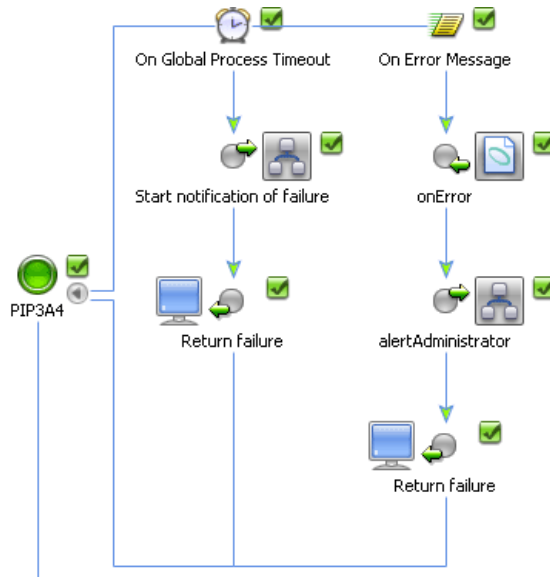 On Global Process Timeout
On Error Message
Start notification of failure
onError
PIP3A4
Return failure
alertAdministrator
Return failure